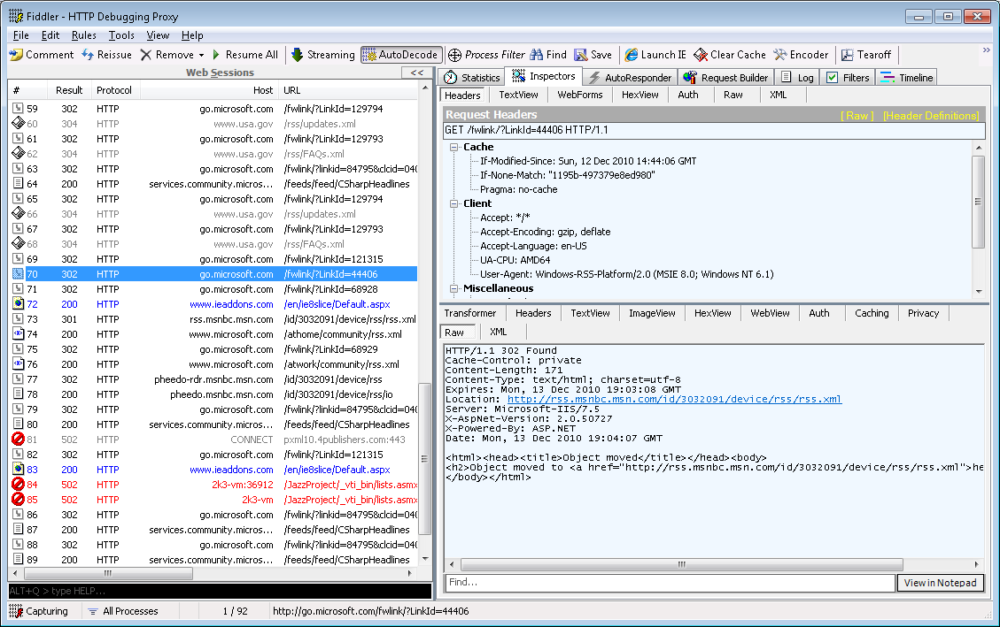 Fiddler - HTTP Debugging Proxy
File Edit Rules Tools View Help
Comment Reissue Remove Resume All Streaming AutoDecode Process Filter Find Save Launch IE Clear Cache Encoder Tearoff »
Web Sessions <<
# Result Protocol Host URL
59 302 HTTP go.microsoft.com /fwlink/?LinkId=129794
60 304 HTTP www.usa.gov /rss/updates.xml
61 302 HTTP go.microsoft.com /fwlink/?LinkId=129793
62 304 HTTP www.usa.gov /rss/FAQs.xml
63 302 HTTP go.microsoft.com /fwlink/?linkid=84795&clcid=040
64 200 HTTP services.community.micros... /feeds/feed/CSharpHeadlines
65 302 HTTP go.microsoft.com /fwlink/?LinkId=129794
66 304 HTTP www.usa.gov /rss/updates.xml
67 302 HTTP go.microsoft.com /fwlink/?LinkId=129793
68 304 HTTP www.usa.gov /rss/FAQs.xml
69 302 HTTP go.microsoft.com /fwlink/?LinkId=121315
70 302 HTTP go.microsoft.com /fwlink/?LinkId=44406
71 302 HTTP go.microsoft.com /fwlink/?LinkId=68928
72 200 HTTP www.ieaddons.com /en/ie8slice/Default.aspx
73 301 HTTP rss.msnbc.msn.com /id/3032091/device/rss/rss.xml
74 200 HTTP www.microsoft.com /athome/community/rss.xml
75 302 HTTP go.microsoft.com /fwlink/?LinkId=68929
76 200 HTTP www.microsoft.com /atwork/community/rss.xml
77 302 HTTP pheedo-rdr.msnbc.msn.com /id/3032091/device/rss
78 200 HTTP pheedo.msnbc.msn.com /id/3032091/device/rss/io
79 302 HTTP go.microsoft.com /fwlink/?linkid=84795&clcid=040
80 200 HTTP services.community.micros... /feeds/feed/CSharpHeadlines
81 502 HTTP CONNECT pxml10.4publishers.com:443
82 302 HTTP go.microsoft.com /fwlink/?LinkId=121315
83 200 HTTP www.ieaddons.com /en/ie8slice/Default.aspx
84 502 HTTP 2k3-vm:36912 /JazzProject/_vti_bin/lists.asmx
85 502 HTTP 2k3-vm /JazzProject/_vti_bin/lists.asmx
86 302 HTTP go.microsoft.com /fwlink/?linkid=84795&clcid=040
87 200 HTTP services.community.micros... /feeds/feed/CSharpHeadlines
88 302 HTTP go.microsoft.com /fwlink/?linkid=84795&clcid=040
89 200 HTTP services.community.micros... /feeds/feed/CSharpHeadlines
ALT+Q > type HELP...
Capturing All Processes 1 / 92 http://go.microsoft.com/fwlink/?LinkId=44406
Statistics Inspectors AutoResponder Request Builder Log Filters Timeline
Headers TextView WebForms HexView Auth Raw XML
Request Headers [ Raw ] [Header Definitions]
GET /fwlink/?LinkId=44406 HTTP/1.1
Cache
If-Modified-Since: Sun, 12 Dec 2010 14:44:06 GMT
If-None-Match: "1195b-497379e8ed980"
Pragma: no-cache
Client
Accept: */*
Accept-Encoding: gzip, deflate
Accept-Language: en-US
UA-CPU: AMD64
User-Agent: Windows-RSS-Platform/2.0 (MSIE 8.0; Windows NT 6.1)
Miscellaneous
Transformer Headers TextView ImageView HexView WebView Auth Caching Privacy
Raw XML
HTTP/1.1 302 Found
Cache-Control: private
Content-Length: 171
Content-Type: text/html; charset=utf-8
Expires: Mon, 13 Dec 2010 19:03:08 GMT
Location: http://rss.msnbc.msn.com/id/3032091/device/rss/rss.xml
Server: Microsoft-IIS/7.5
X-AspNet-Version: 2.0.50727
X-Powered-By: ASP.NET
Date: Mon, 13 Dec 2010 19:04:07 GMT
<html><head><title>Object moved</title></head><body>
<h2>Object moved to <a href="http://rss.msnbc.msn.com/id/3032091/device/rss/rss.xml">he
</body></html>
Find...
View in Notepad